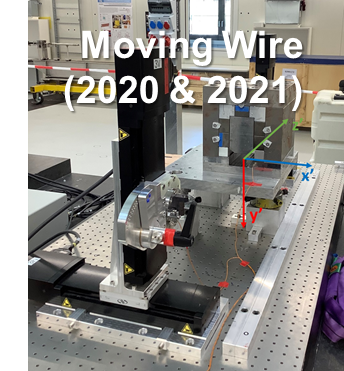 Moving Wire
(2020 & 2021)
x'
y'